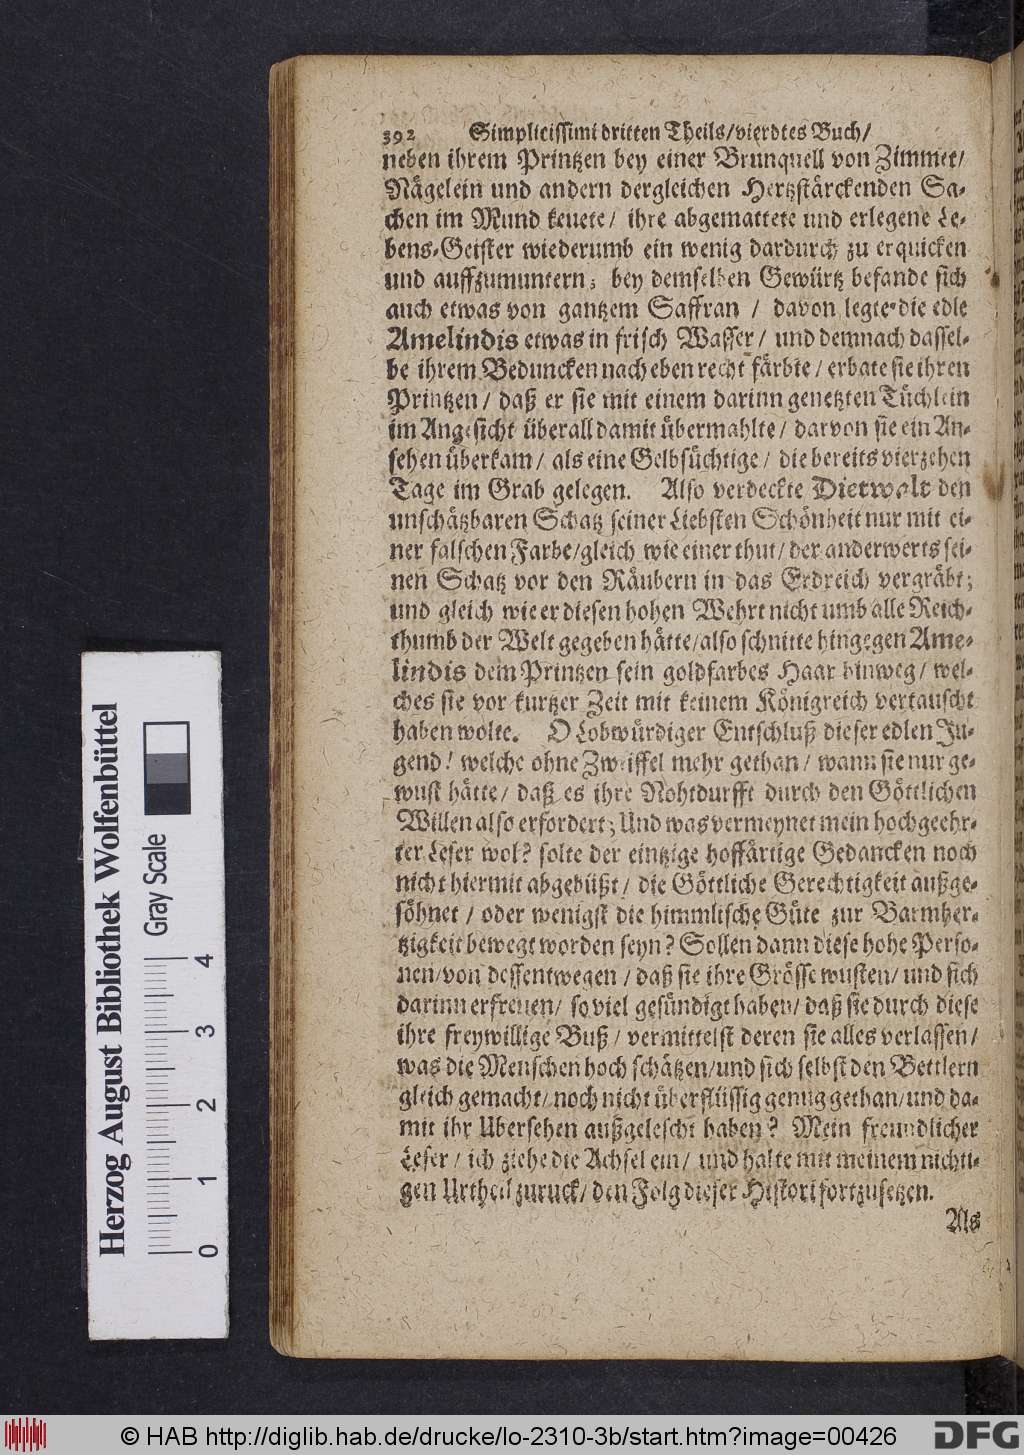 392 Simplicissimi dritten Theils/vierdtes Buch/
neben ihrem Printzen bey einer Brunquell von Zimmet/
Nägelein und andern dergleichen Hertzstärckenden Sa-
chen im Mund keuete/ ihre abgemattete und erlegene Le-
bens-Geister wiederumb ein wenig dardurch zu erquicken
und auffzumuntern; bey demselben Gewürtz befande sich
auch etwas von gantzem Saffran / davon legte die edle
Amelindis etwas in frisch Wasser/ und demnach dassel-
be ihrem Beduncken nach eben recht färbte/ erbate sie ihren
Printzen/ daß er sie mit einem darinn genetzten Tüchlein
im Angesicht überall damit übermahlte/ darvon sie ein An-
sehen überkam/ als eine Gelbsüchtige/ die bereits vierzehen
Tage im Grab gelegen. Also verdeckte Dietwalt den
unschätzbaren Schatz seiner Liebsten Schönheit nur mit ei-
ner falschen Farbe/gleich wie einer thut/ der anderwerts sei-
nen Schatz vor den Räubern in das Erdreich vergräbt;
und gleich wie er diesen hohen Wehrt nicht umb alle Reich-
thumb der Welt gegeben hätte/also schnitte hingegen Ame-
lindis dem Printzen sein goldfarbes Haar hinweg/ wel-
ches sie vor kurtzer Zeit mit keinem Königreich vertauscht
haben wolte. O Lobwürdiger Entschluß dieser edlen Ju-
gend! welche ohne Zweiffel mehr gethan/ wann sie nur ge-
wust hätte/ daß es ihre Nohtdurfft durch den Göttlichen
Willen also erfordert; Und was vermeynet mein hochgeehr-
ter Leser wol? solte der eintzige hoffärtige Gedancken noch
nicht hiermit abgebüßt/ die Göttliche Gerechtigkeit außge-
söhnet / oder wenigst die himmlische Güte zur Barmher-
tzigkeit bewegt worden seyn? Sollen dann diese hohe Perso-
nen/von dessentwegen/ daß sie ihre Grösse wusten/ und sich
darinn erfreuen/ so viel gesündigt haben/ daß sie durch diese
ihre freywillige Buß/ vermittelst deren sie alles verlassen/
was die Menschen hoch schätzen/und sich selbst den Bettlern
gleich gemacht/ noch nicht überflüssig genug gethan/und da-
mit ihr Ubersehen außgelescht haben? Mein freundlicher
Leser/ ich ziehe die Achsel ein/ und halte mit meinem nichti-
gen Urtheil zuruck/ den Folg dieser Histori fortzusetzen.
Als
Herzog August Bibliothek Wolfenbüttel
Gray Scale
0 1 2 3 4
© HAB http://diglib.hab.de/drucke/lo-2310-3b/start.htm?image=00426
DFG